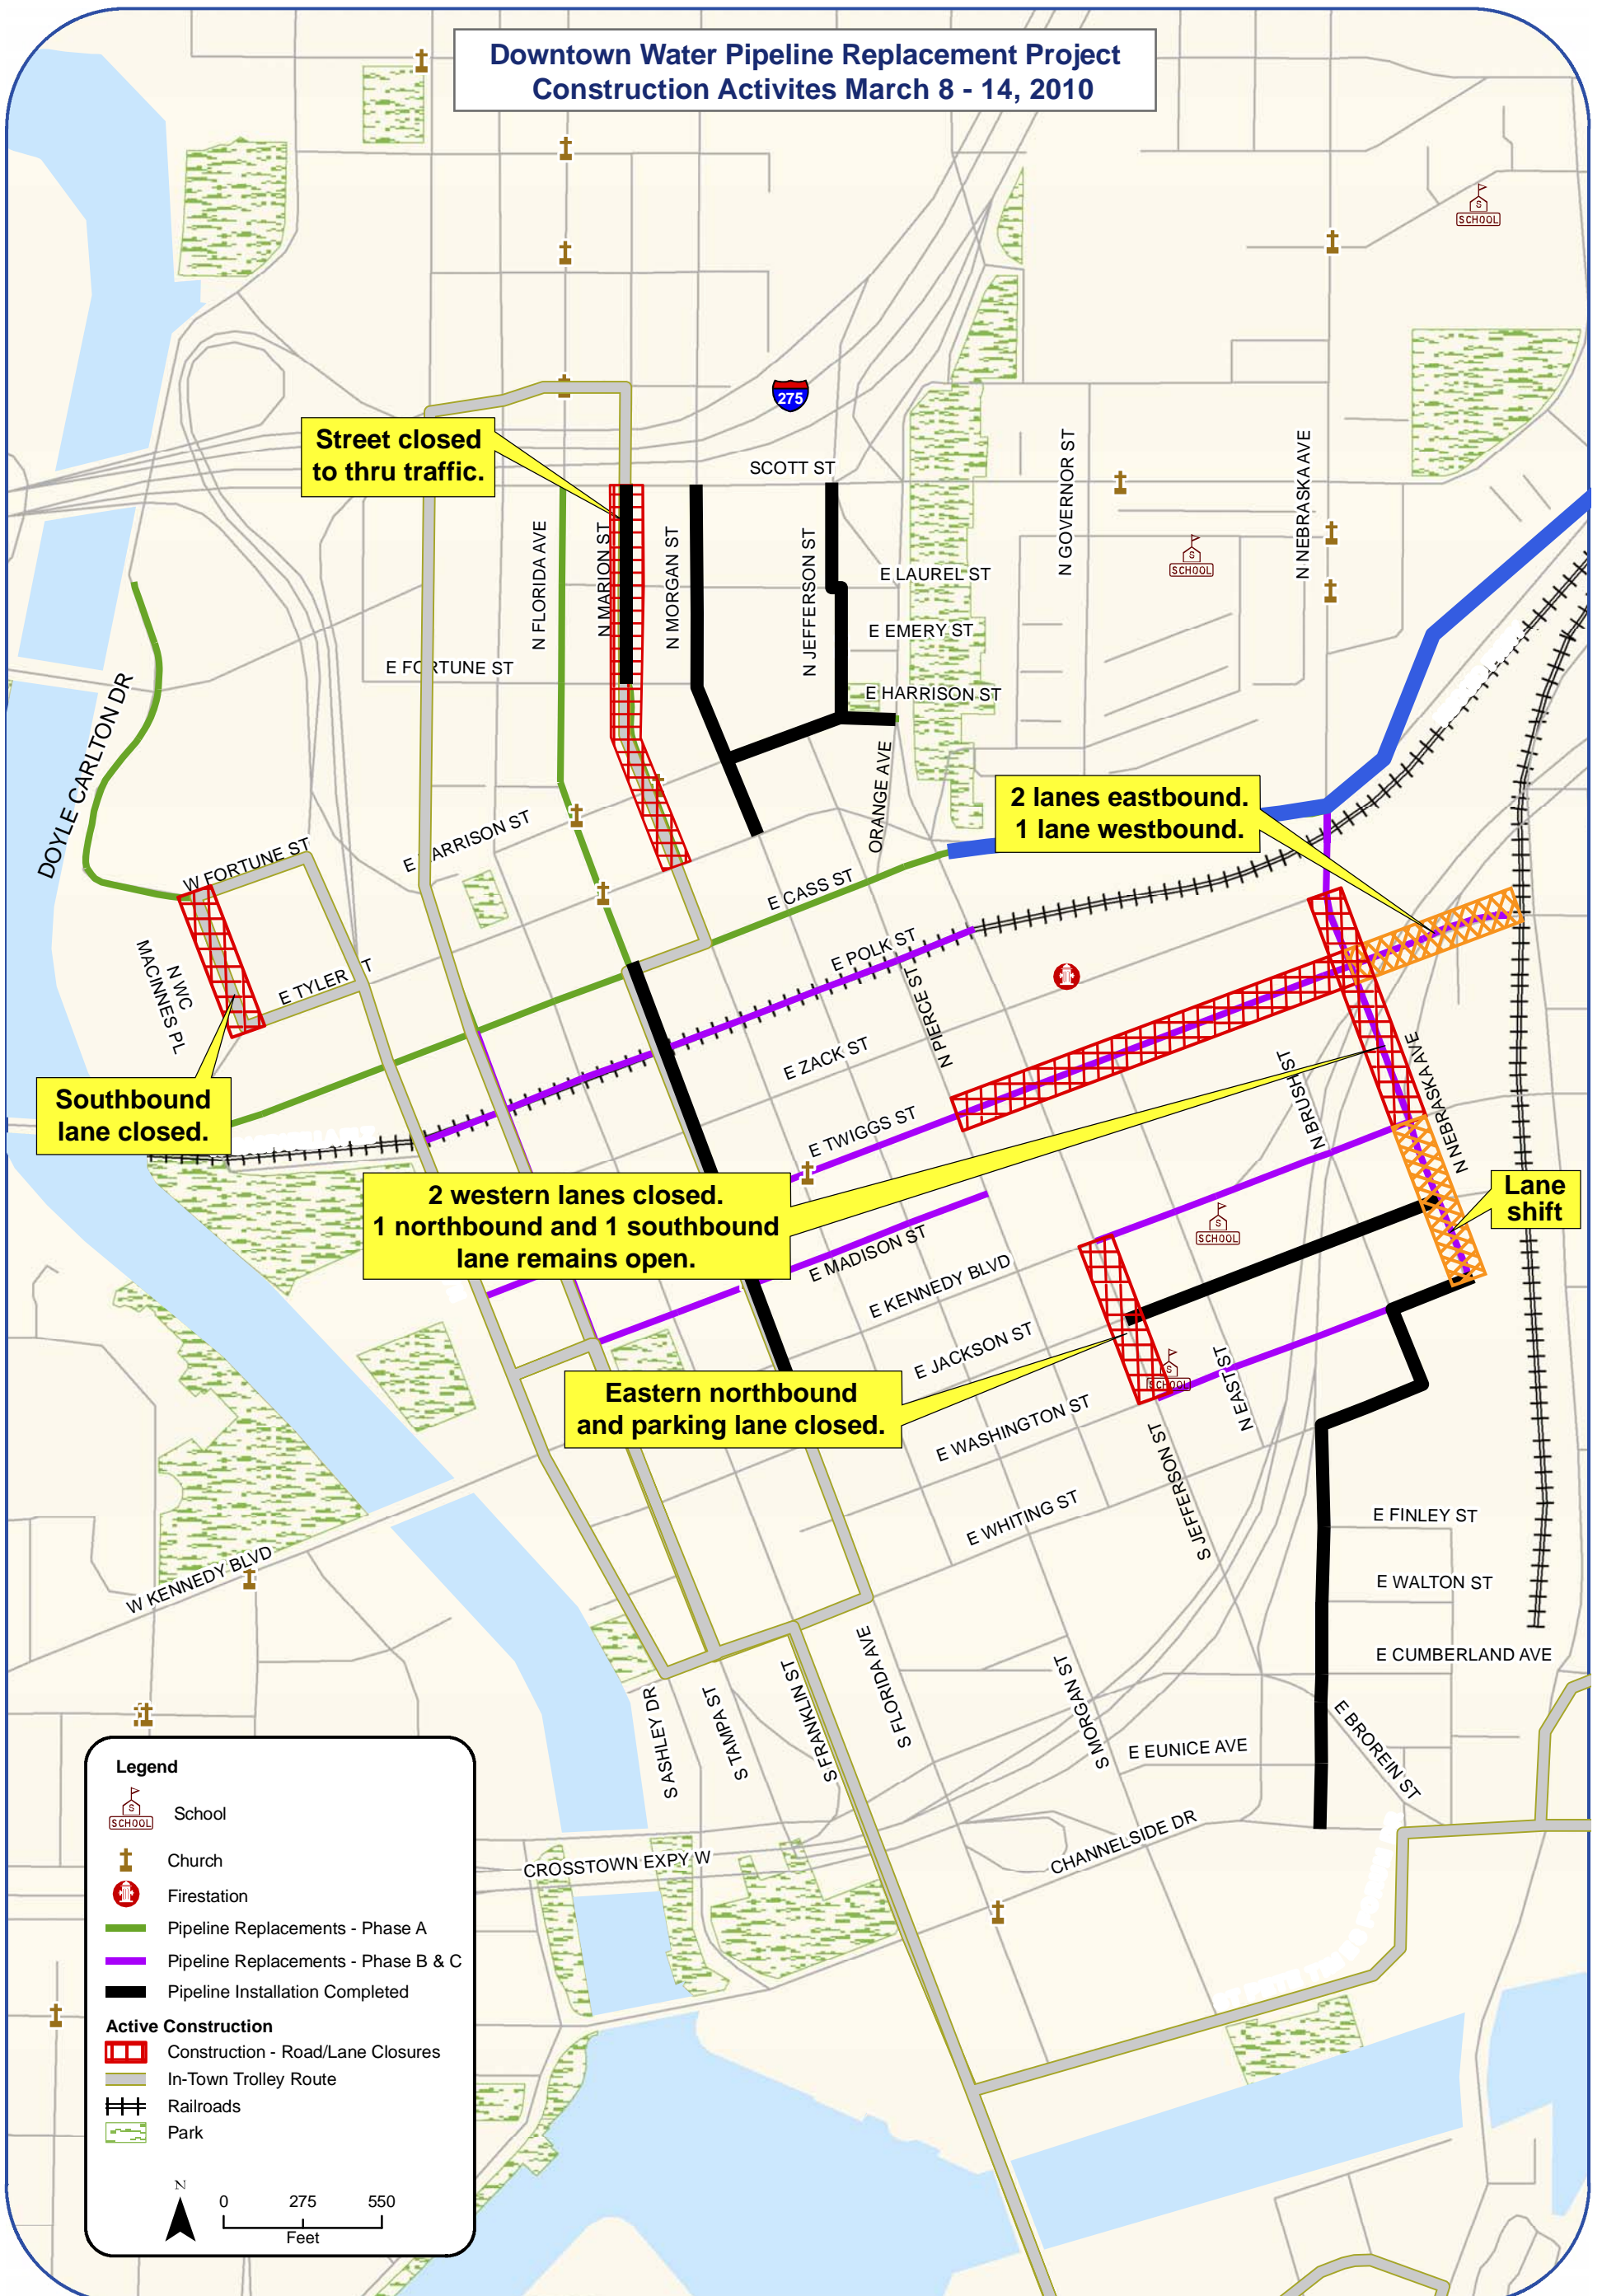 Downtown Water Pipeline Replacement Project
Construction Activites March 8 - 14, 2010
SCHOOL
S
275
Street closed
to thru traffic.
SCOTT ST
N FLORIDA AVE
N MARION ST
N MORGAN ST
N JEFFERSON ST
N GOVERNOR ST
N NEBRASKA AVE
E LAUREL ST
S
SCHOOL
E EMERY ST
E FORTUNE ST
E HARRISON ST
DOYLE CARLTON DR
ORANGE AVE
2 lanes eastbound.
1 lane westbound.
W FORTUNE ST
E HARRISON ST
E CASS ST
E POLK ST
N WC
MACINNES PL
E TYLER ST
N PIERCE ST
E ZACK ST
N BRUSH ST
N NEBRASKA AVE
Southbound
lane closed.
E TWIGGS ST
2 western lanes closed.
1 northbound and 1 southbound
lane remains open.
Lane
shift
S
SCHOOL
E MADISON ST
E KENNEDY BLVD
E JACKSON ST
Eastern northbound
and parking lane closed.
S
SCHOOL
N EAST ST
E WASHINGTON ST
S JEFFERSON ST
E WHITING ST
E FINLEY ST
W KENNEDY BLVD
E WALTON ST
E CUMBERLAND AVE
S ASHLEY DR
S TAMPA ST
S FRANKLIN ST
S FLORIDA AVE
S MORGAN ST
E EUNICE AVE
E BROREIN ST
CROSSTOWN EXPY W
CHANNELSIDE DR
Legend
S
SCHOOL
School
Church
Firestation
Pipeline Replacements - Phase A
Pipeline Replacements - Phase B & C
Pipeline Installation Completed
Active Construction
Construction - Road/Lane Closures
In-Town Trolley Route
Railroads
Park
N
0 275 550
Feet